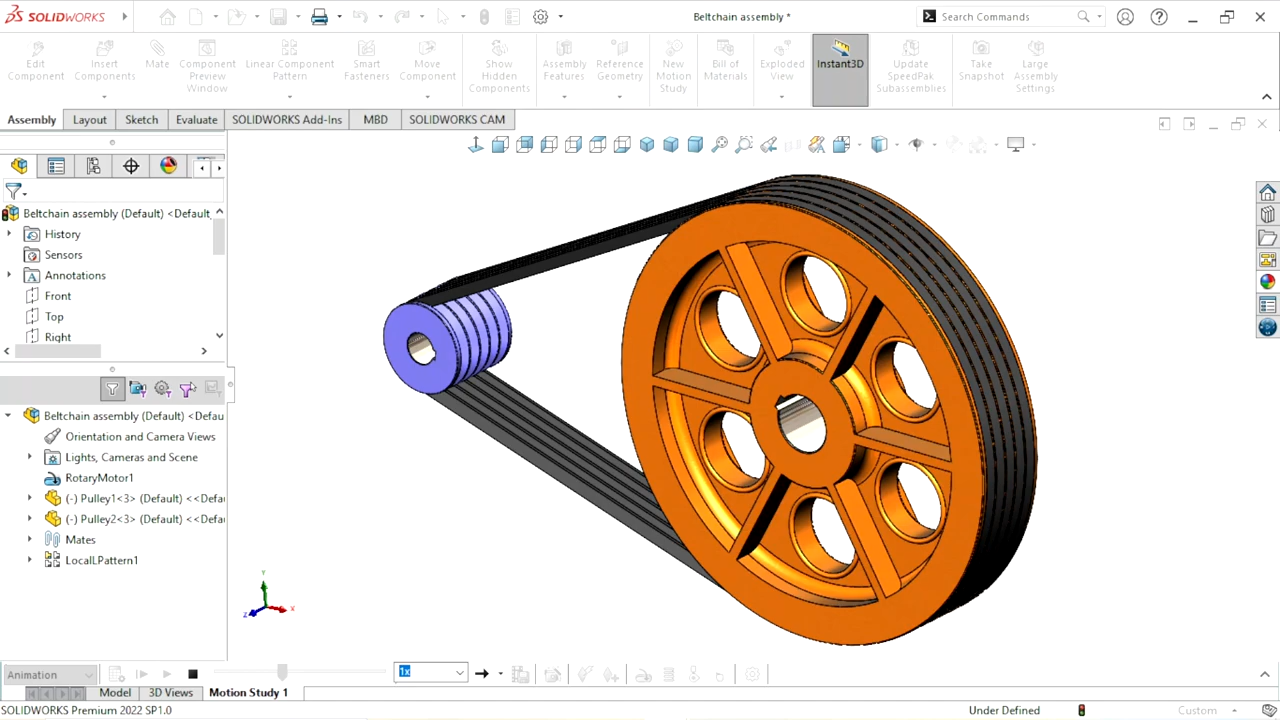 SOLIDWORKS
Beltchain assembly *
Search Commands
Edit Component
Insert Components
Mate
Component Preview Window
Linear Component Pattern
Smart Fasteners
Move Component
Show Hidden Components
Assembly Features
Reference Geometry
New Motion Study
Bill of Materials
Exploded View
Instant3D
Update SpeedPak Subassemblies
Take Snapshot
Large Assembly Settings
Assembly
Layout
Sketch
Evaluate
SOLIDWORKS Add-Ins
MBD
SOLIDWORKS CAM
Beltchain assembly (Default) <Default_
History
Sensors
Annotations
Front
Top
Right
Beltchain assembly (Default) <Defau
Orientation and Camera Views
Lights, Cameras and Scene
RotaryMotor1
(-) Pulley1<3> (Default) <<Defau
(-) Pulley2<3> (Default) <<Defau
Mates
LocalLPattern1
Y
Z
X
Animation
1x
Model
3D Views
Motion Study 1
SOLIDWORKS Premium 2022 SP1.0
Under Defined
Custom